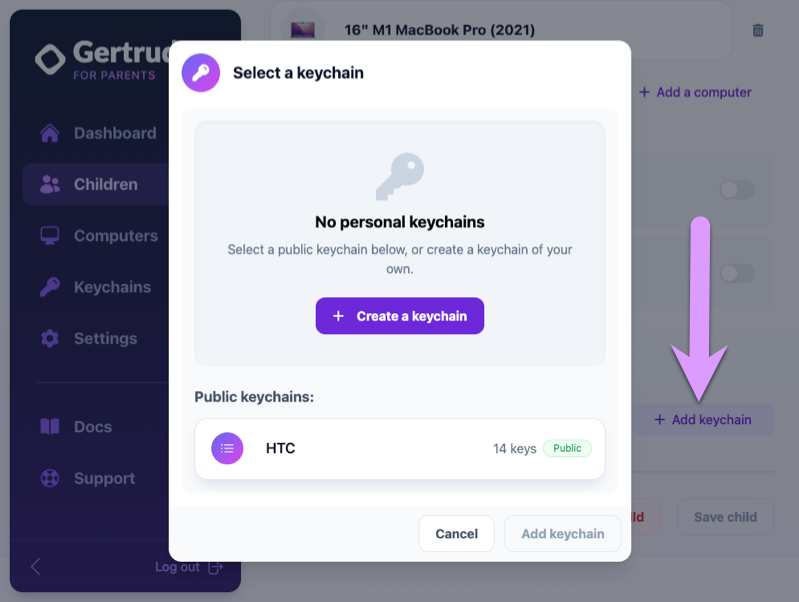 Gertrud
FOR PARENTS
Dashboard
Children
Computers
Keychains
Settings
Docs
Support
Log out
16" M1 MacBook Pro (2021)
+ Add a computer
Select a keychain
No personal keychains
Select a public keychain below, or create a keychain of your
own.
+ Create a keychain
Public keychains:
HTC 14 keys Public
Cancel Add keychain
+ Add keychain
ild Save child